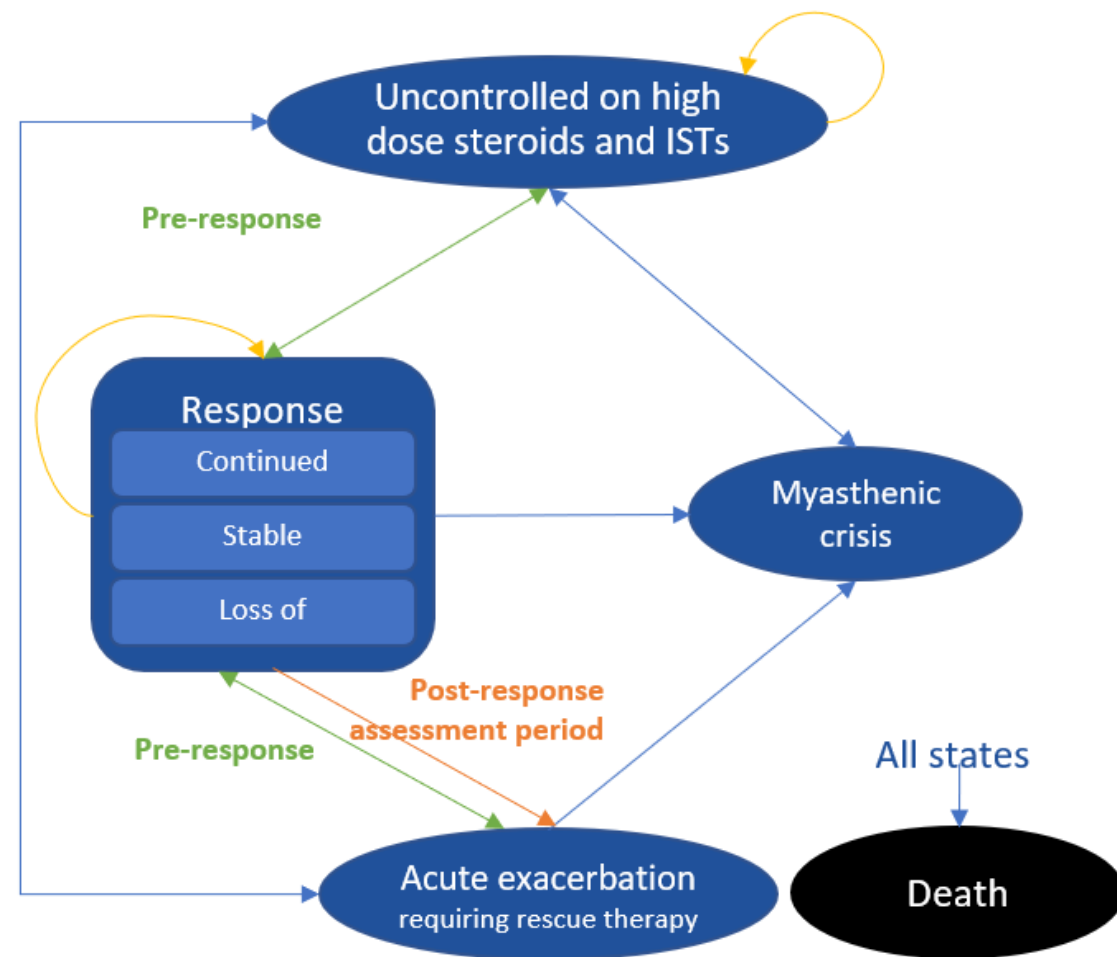 Uncontrolled on high
dose steroids and ISTs
Pre-response
Response
Continued
Stable
Loss of
Myasthenic
crisis
Post-response
assessment period
Pre-response
All states
Acute exacerbation
requiring rescue therapy
Death